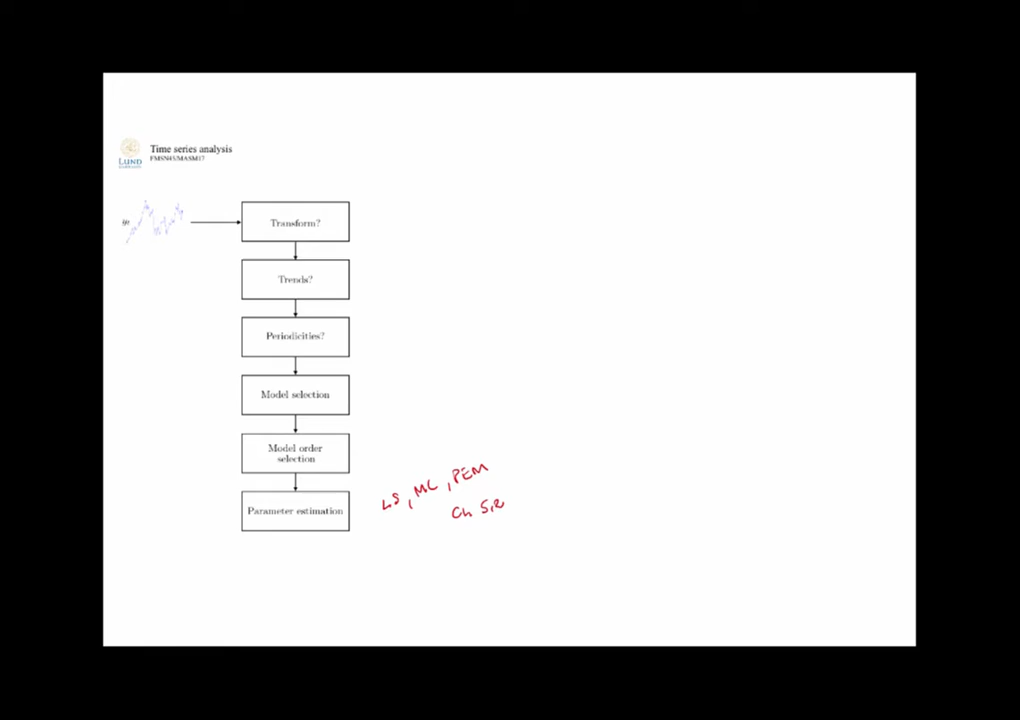 Time series analysis
FMSN45/MASM17
LUND
Transform?
Trends?
Periodicities?
Model selection
Model order
selection
Parameter estimation
LS, ML, PEM
Ch 5.2